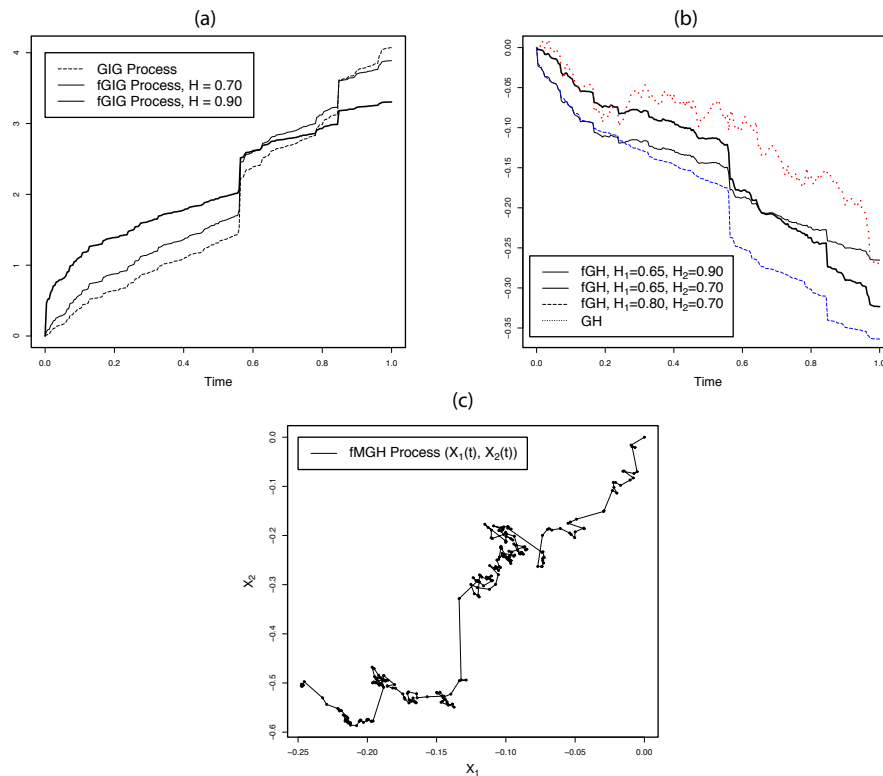 (a)
4
3
2
1
0
GIG Process
fGIG Process, H = 0.70
fGIG Process, H = 0.90
0.0 0.2 0.4 0.6 0.8 1.0
Time
(b)
0.00
-0.05
-0.10
-0.15
-0.20
-0.25
-0.30
-0.35
fGH, H₁=0.65, H₂=0.90
fGH, H₁=0.65, H₂=0.70
fGH, H₁=0.80, H₂=0.70
GH
0.0 0.2 0.4 0.6 0.8 1.0
Time
(c)
0.0
-0.1
-0.2
-0.3
-0.4
-0.5
-0.6
X₂
fMGH Process (X₁(t), X₂(t))
-0.25 -0.20 -0.15 -0.10 -0.05 0.00
X₁